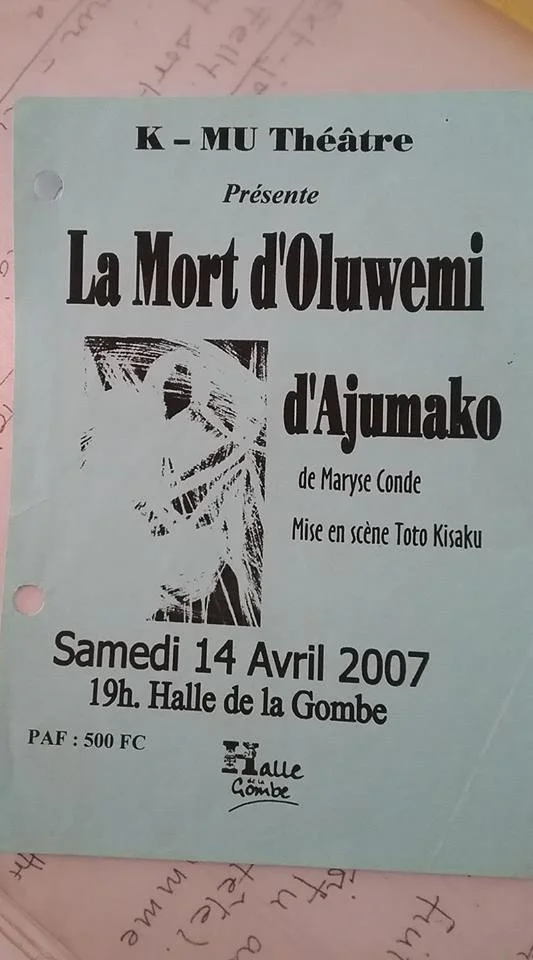 K – MU Théâtre
Présente
La Mort d'Oluwemi
d'Ajumako
de Maryse Conde
Mise en scène Toto Kisaku
Samedi 14 Avril 2007
19h. Halle de la Gombe
PAF : 500 FC
Halle
de la
Gombe